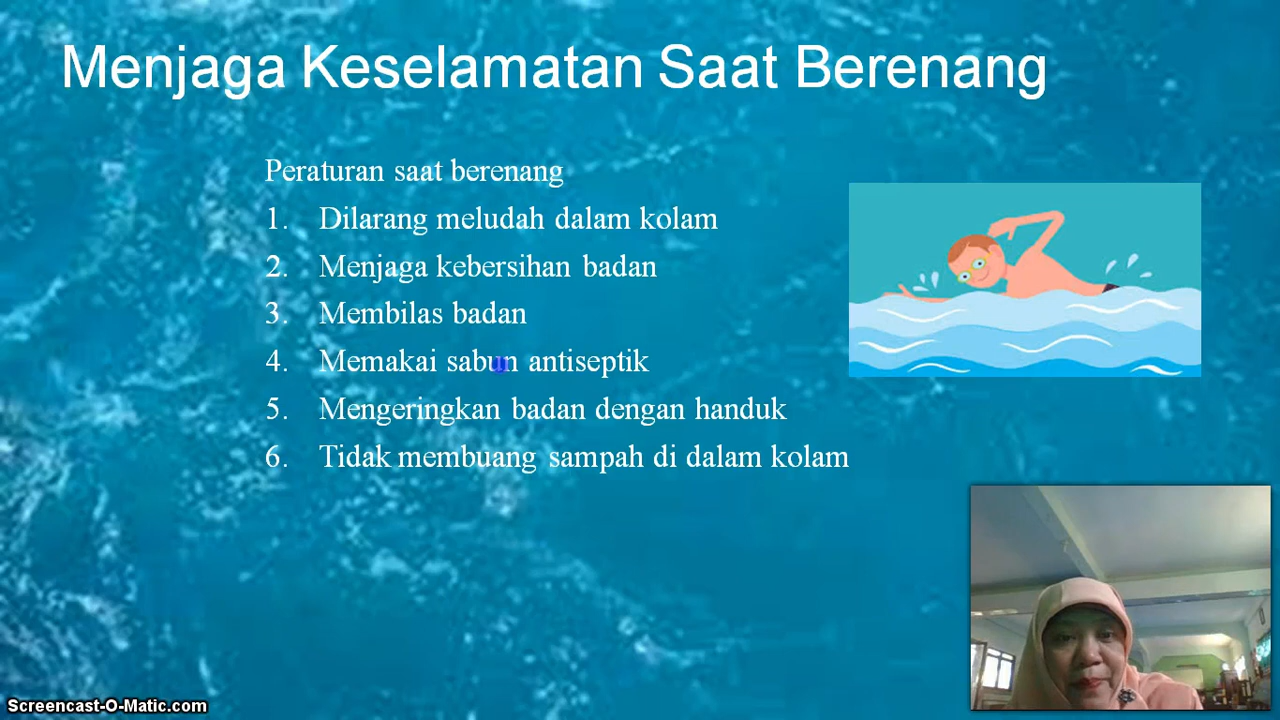 Menjaga Keselamatan Saat Berenang
Peraturan saat berenang
1. Dilarang meludah dalam kolam
2. Menjaga kebersihan badan
3. Membilas badan
4. Memakai sabun antiseptik
5. Mengeringkan badan dengan handuk
6. Tidak membuang sampah di dalam kolam
Screencast-O-Matic.com